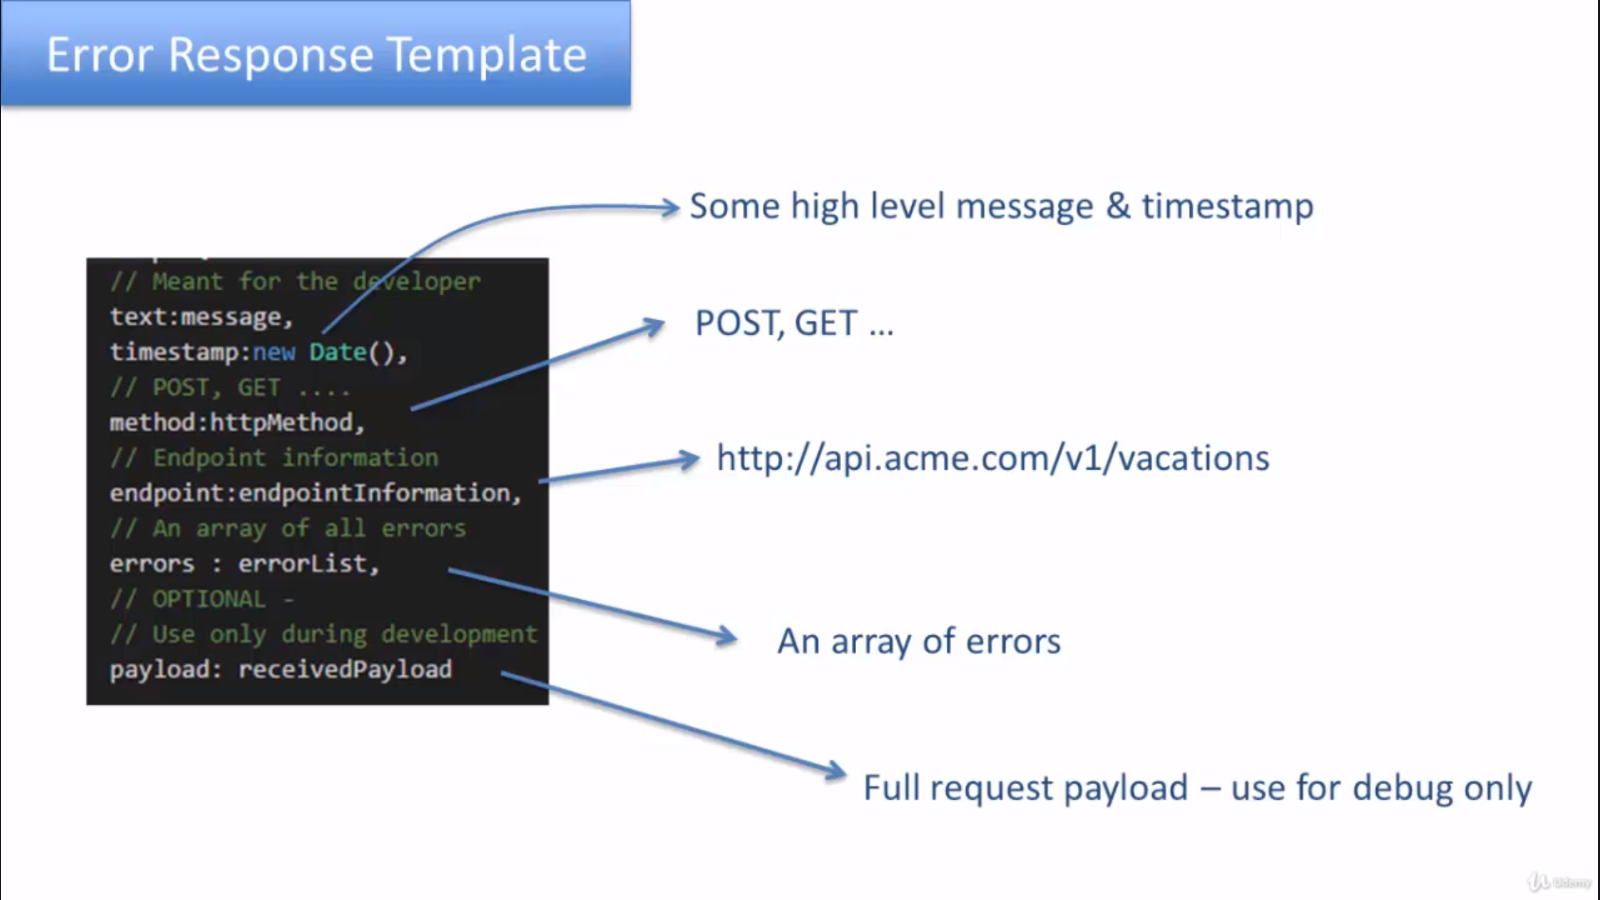 Error Response Template
Some high level message & timestamp
// Meant for the developer
text:message,
timestamp:new Date(),
// POST, GET ....
method:httpMethod,
// Endpoint information
endpoint:endpointInformation,
// An array of all errors
errors : errorList,
// OPTIONAL -
// Use only during development
payload: receivedPayload
POST, GET ...
http://api.acme.com/v1/vacations
An array of errors
Full request payload – use for debug only
Udemy